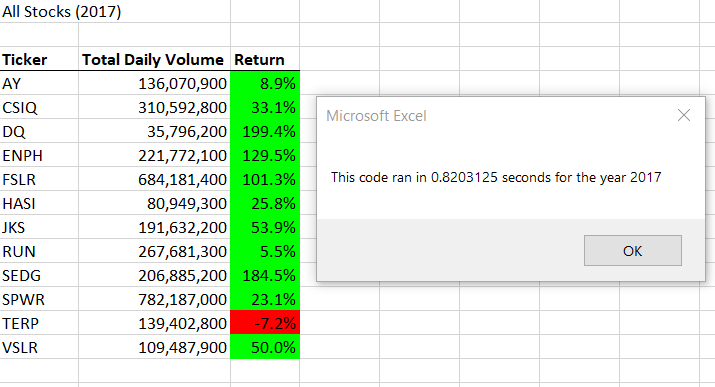 All Stocks (2017)
Ticker Total Daily Volume Return
AY 136,070,900 8.9%
CSIQ 310,592,800 33.1%
DQ 35,796,200 199.4%
ENPH 221,772,100 129.5%
FSLR 684,181,400 101.3%
HASI 80,949,300 25.8%
JKS 191,632,200 53.9%
RUN 267,681,300 5.5%
SEDG 206,885,200 184.5%
SPWR 782,187,000 23.1%
TERP 139,402,800 -7.2%
VSLR 109,487,900 50.0%
Microsoft Excel
This code ran in 0.8203125 seconds for the year 2017
OK